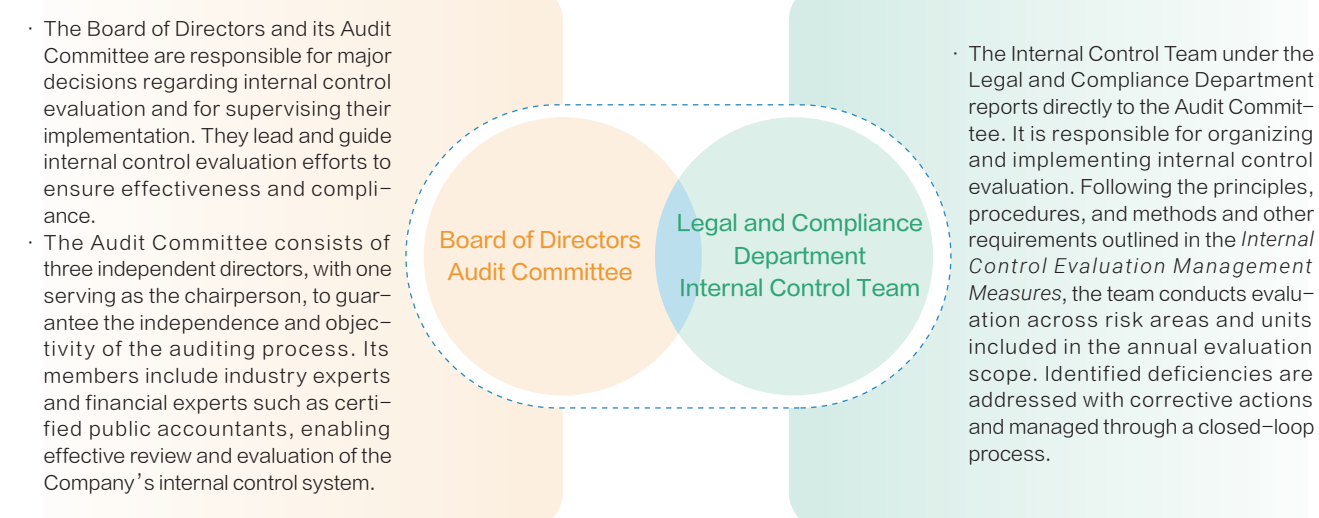 · The Board of Directors and its Audit
Committee are responsible for major
decisions regarding internal control
evaluation and for supervising their
implementation. They lead and guide
internal control evaluation efforts to
ensure effectiveness and compli-
ance.
· The Audit Committee consists of
three independent directors, with one
serving as the chairperson, to guar-
antee the independence and objec-
tivity of the auditing process. Its
members include industry experts
and financial experts such as certi-
fied public accountants, enabling
effective review and evaluation of the
Company's internal control system.
Board of Directors
Audit Committee
Legal and Compliance
Department
Internal Control Team
· The Internal Control Team under the
Legal and Compliance Department
reports directly to the Audit Commit-
tee. It is responsible for organizing
and implementing internal control
evaluation. Following the principles,
procedures, and methods and other
requirements outlined in the Internal
Control Evaluation Management
Measures, the team conducts evalu-
ation across risk areas and units
included in the annual evaluation
scope. Identified deficiencies are
addressed with corrective actions
and managed through a closed-loop
process.